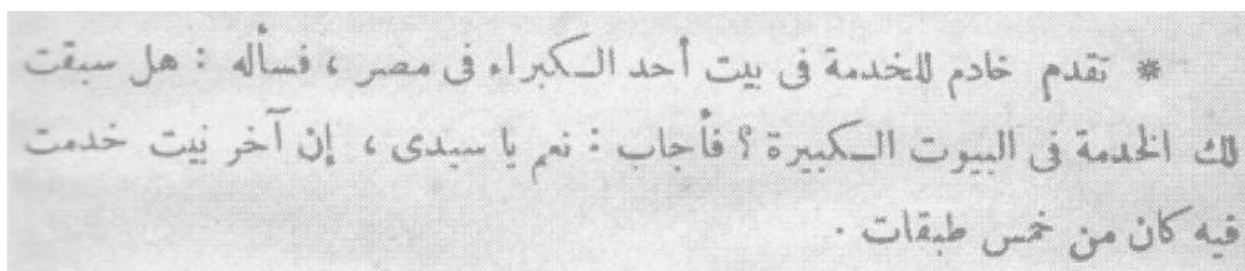 * تقدم خادم للخدمة فى بيت أحد الكبراء فى مصر ، فسأله : هل سبقت
لك الخدمة فى البيوت الكبيرة ؟ فأجاب : نعم يا سيدى ، إن آخر بيت خدمت
فيه كان من خمس طبقات .